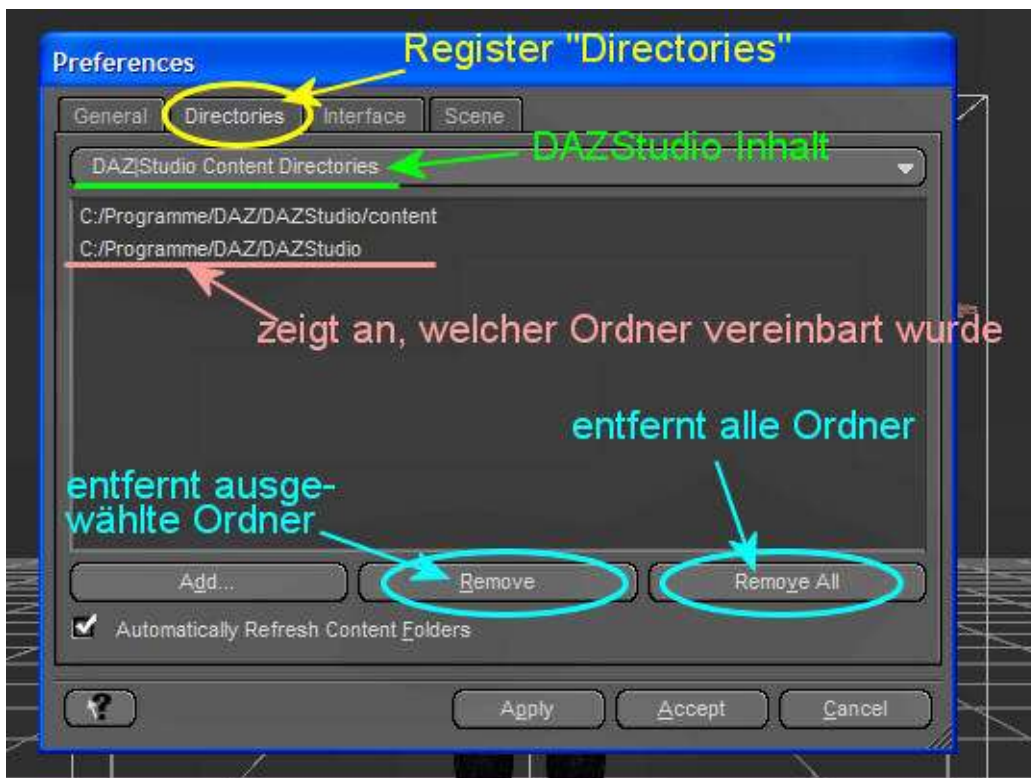 Register "Directories"
Preferences
General Directories Interface Scene
DAZStudio Inhalt
DAZ|Studio Content Directories
C:/Programme/DAZ/DAZStudio/content
C:/Programme/DAZ/DAZStudio
zeigt an, welcher Ordner vereinbart wurde
entfernt alle Ordner
entfernt ausge-
wählte Ordner
Add... Remove Remove All
Automatically Refresh Content Folders
? Apply Accept Cancel